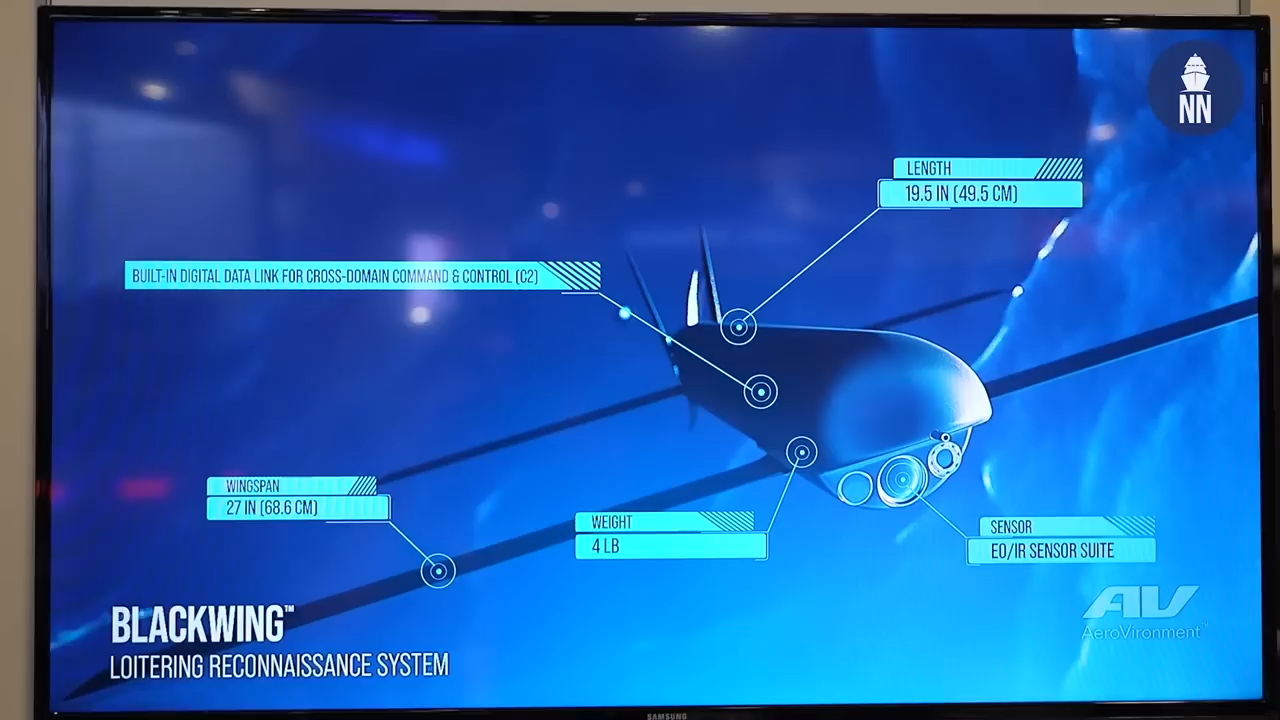 NN
LENGTH
19.5 IN (49.5 CM)
BUILT-IN DIGITAL DATA LINK FOR CROSS-DOMAIN COMMAND & CONTROL (C2)
WINGSPAN
27 IN (68.6 CM)
WEIGHT
4 LB
SENSOR
EO/IR SENSOR SUITE
BLACKWING™
LOITERING RECONNAISSANCE SYSTEM
AV
AeroVironment™
SAMSUNG